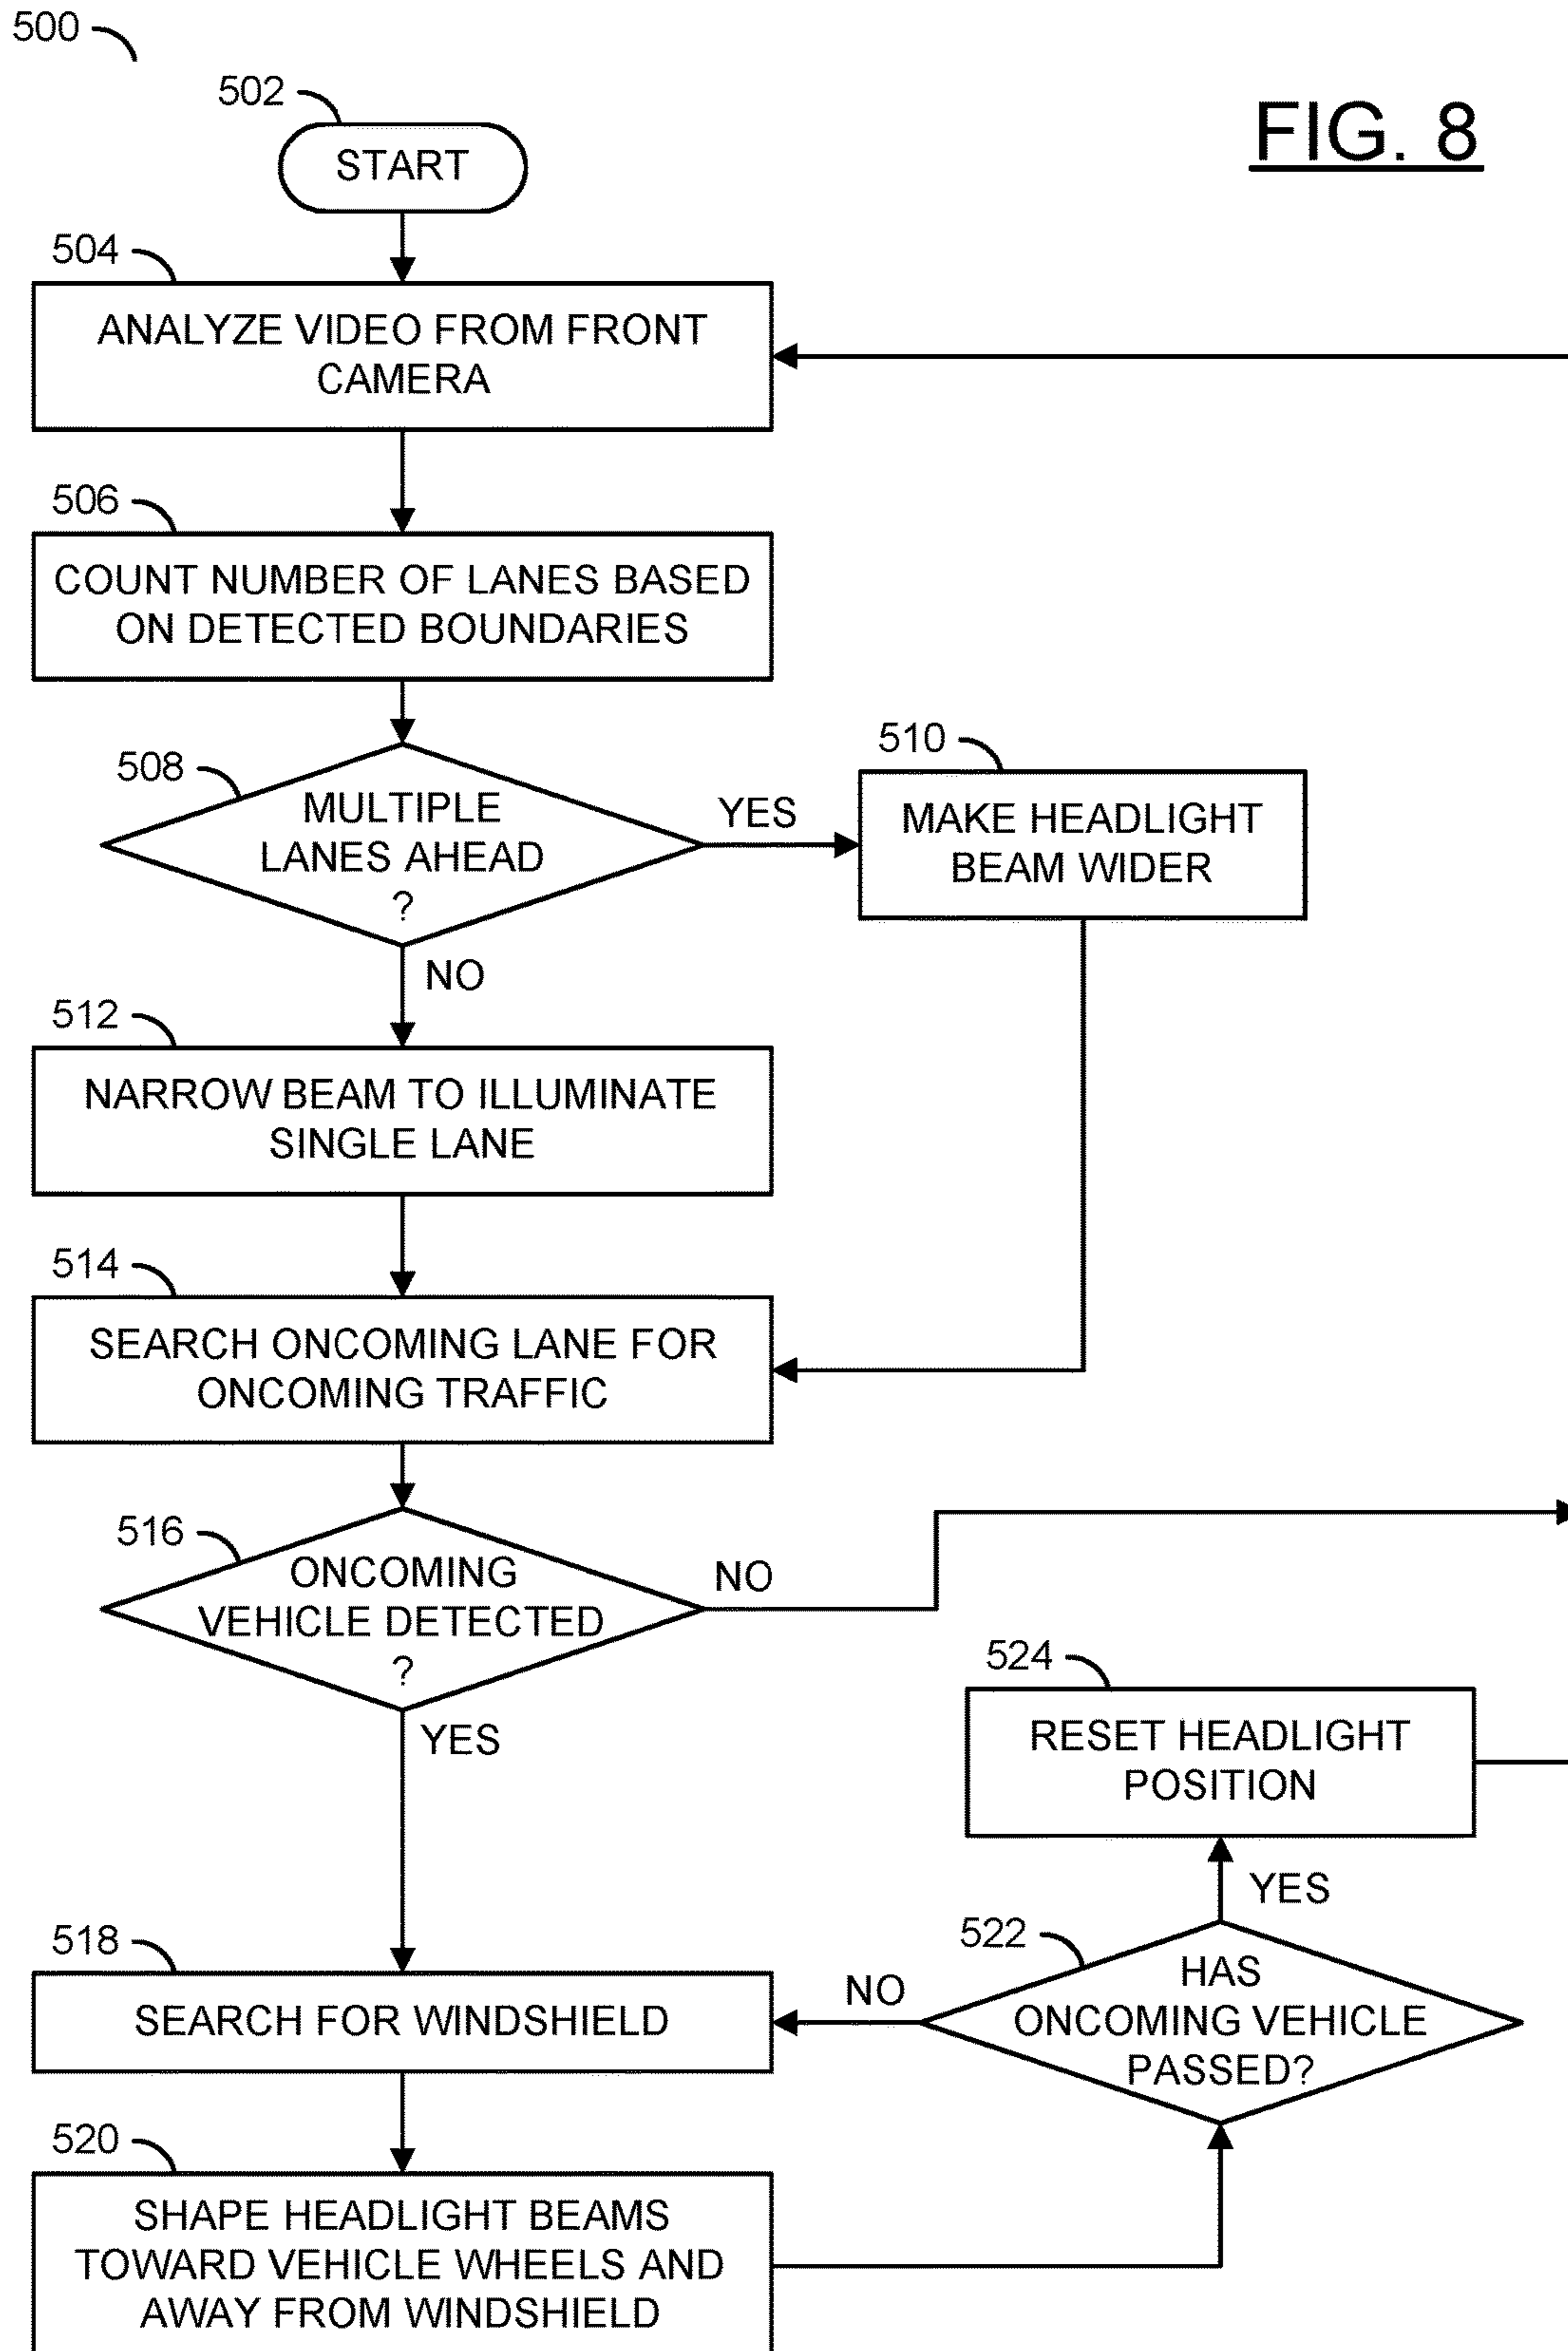 500
502
FIG. 8
START
504
ANALYZE VIDEO FROM FRONT
CAMERA
506
COUNT NUMBER OF LANES BASED
ON DETECTED BOUNDARIES
508
MULTIPLE
LANES AHEAD
?
YES
510
MAKE HEADLIGHT
BEAM WIDER
NO
512
NARROW BEAM TO ILLUMINATE
SINGLE LANE
514
SEARCH ONCOMING LANE FOR
ONCOMING TRAFFIC
516
ONCOMING
VEHICLE DETECTED
?
NO
YES
524
RESET HEADLIGHT
POSITION
YES
518
SEARCH FOR WINDSHIELD
NO
522
HAS
ONCOMING VEHICLE
PASSED?
520
SHAPE HEADLIGHT BEAMS
TOWARD VEHICLE WHEELS AND
AWAY FROM WINDSHIELD